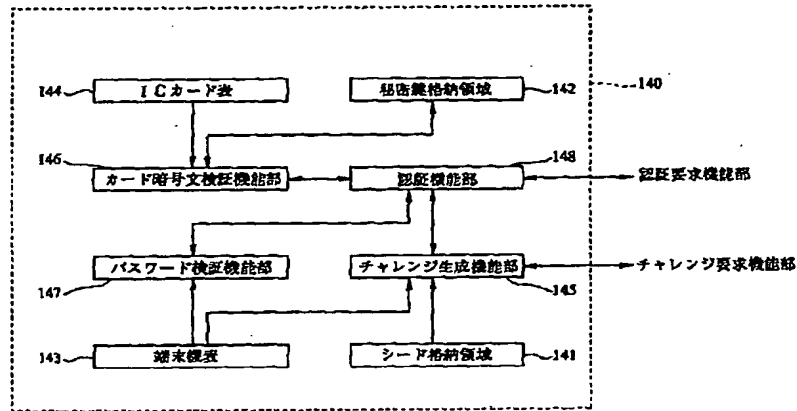 144 ICカード表
秘密鍵格納領域 142
140
146 カード暗号文検証機能部
認証機能部 148
認証要求機能部
パスワード検証機能部 147
チャレンジ生成機能部 145
チャレンジ要求機能部
143 端末機表
シード格納領域 141